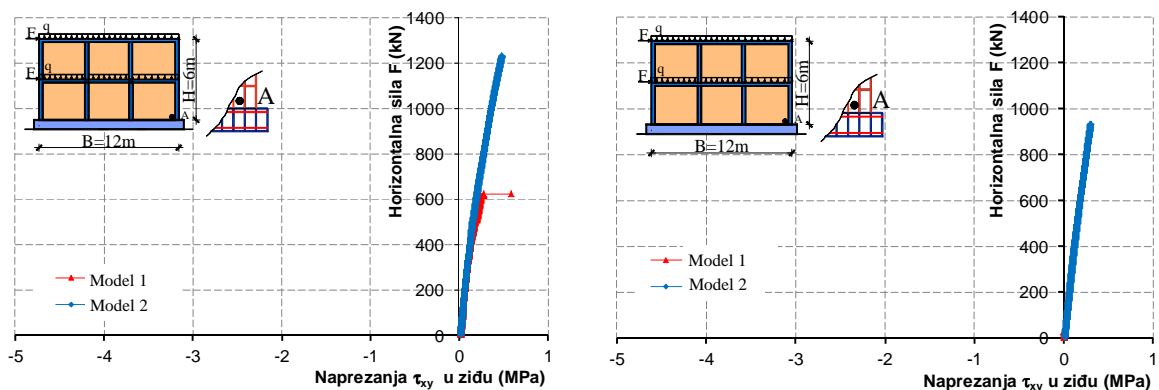 1400
1200
1000
800
600
400
200
0
Horizontalna sila F (kN)
-5 -4 -3 -2 -1 0 1
Naprezanja τxy u ziđu (MPa)
F q
F q
H=6m
A
B=12m
A
Model 1
Model 2
1400
1200
1000
800
600
400
200
0
Horizontalna sila F (kN)
-5 -4 -3 -2 -1 0 1
Naprezanja τxy u ziđu (MPa)
F q
F q
H=6m
A
B=12m
A
Model 1
Model 2